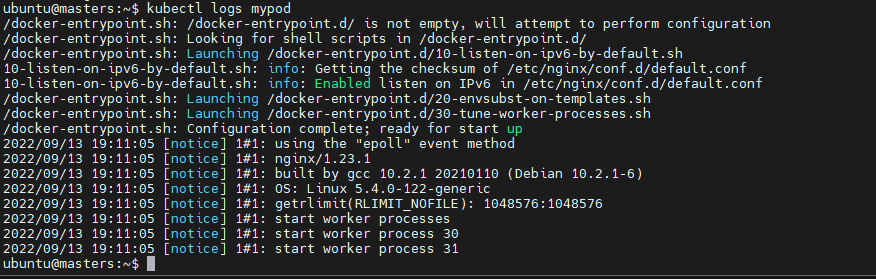 ubuntu@masters:~$ kubectl logs mypod
/docker-entrypoint.sh: /docker-entrypoint.d/ is not empty, will attempt to perform configuration
/docker-entrypoint.sh: Looking for shell scripts in /docker-entrypoint.d/
/docker-entrypoint.sh: Launching /docker-entrypoint.d/10-listen-on-ipv6-by-default.sh
10-listen-on-ipv6-by-default.sh: info: Getting the checksum of /etc/nginx/conf.d/default.conf
10-listen-on-ipv6-by-default.sh: info: Enabled listen on IPv6 in /etc/nginx/conf.d/default.conf
/docker-entrypoint.sh: Launching /docker-entrypoint.d/20-envsubst-on-templates.sh
/docker-entrypoint.sh: Launching /docker-entrypoint.d/30-tune-worker-processes.sh
/docker-entrypoint.sh: Configuration complete; ready for start up
2022/09/13 19:11:05 [notice] 1#1: using the "epoll" event method
2022/09/13 19:11:05 [notice] 1#1: nginx/1.23.1
2022/09/13 19:11:05 [notice] 1#1: built by gcc 10.2.1 20210110 (Debian 10.2.1-6)
2022/09/13 19:11:05 [notice] 1#1: OS: Linux 5.4.0-122-generic
2022/09/13 19:11:05 [notice] 1#1: getrlimit(RLIMIT_NOFILE): 1048576:1048576
2022/09/13 19:11:05 [notice] 1#1: start worker processes
2022/09/13 19:11:05 [notice] 1#1: start worker process 30
2022/09/13 19:11:05 [notice] 1#1: start worker process 31
ubuntu@masters:~$